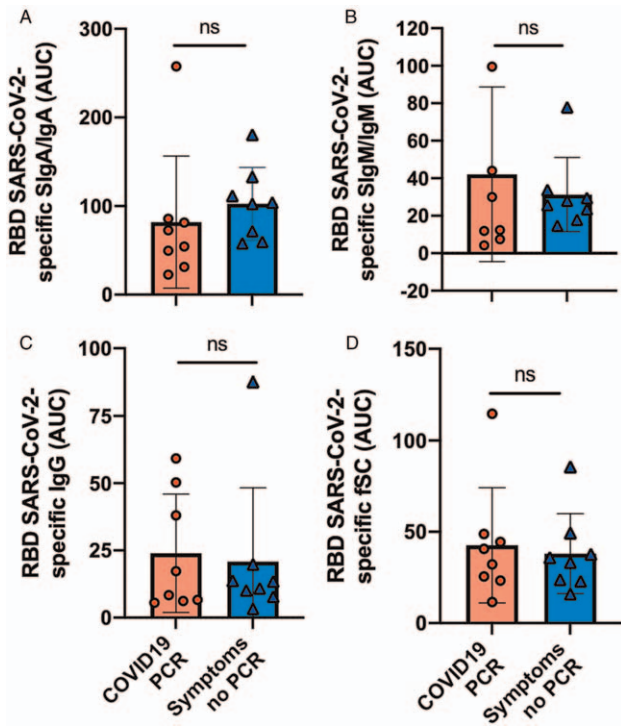 A
RBD SARS-CoV-2-
specific SIgA/IgA (AUC)
300
200
100
0
ns
B
RBD SARS-CoV-2-
specific SIgM/IgM (AUC)
120
100
80
60
40
20
0
-20
ns
C
RBD SARS-CoV-2-
specific IgG (AUC)
100
75
50
25
0
ns
COVID19
PCR
Symptoms
no PCR
D
RBD SARS-CoV-2-
specific fSC (AUC)
150
100
50
0
ns
COVID19
PCR
Symptoms
no PCR